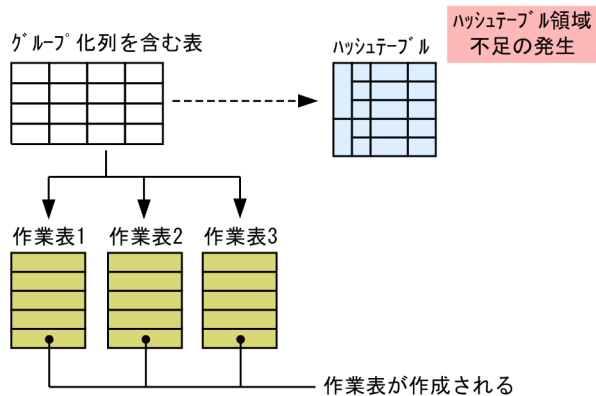 ﾊｯｼｭﾃｰﾌﾞﾙ領域
不足の発生
ｸﾞﾙｰﾌﾟ化列を含む表
ﾊｯｼｭﾃｰﾌﾞﾙ
作業表1
作業表2
作業表3
作業表が作成される